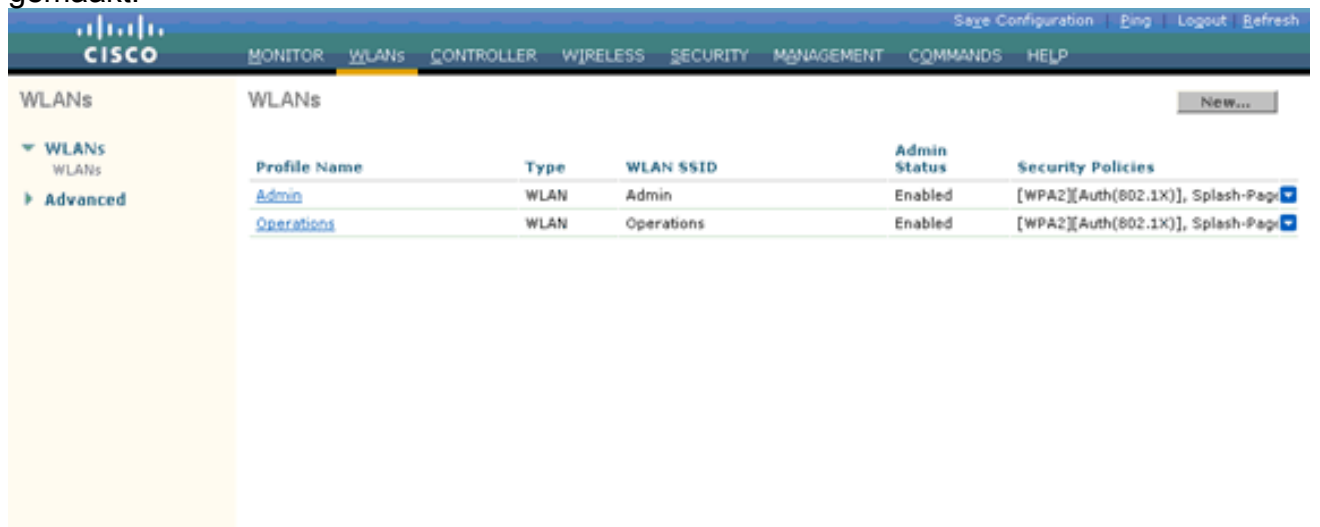 gemaakt.
Save Configuration | Ping | Logout | Refresh
CISCO
MONITOR WLANs CONTROLLER WIRELESS SECURITY MANAGEMENT COMMANDS HELP
WLANs
WLANs
WLANs
Advanced
WLANs
New...
Profile Name Type WLAN SSID Admin Status Security Policies
Admin WLAN Admin Enabled [WPA2][Auth(802.1X)], Splash-Pag
Operations WLAN Operations Enabled [WPA2][Auth(802.1X)], Splash-Pag